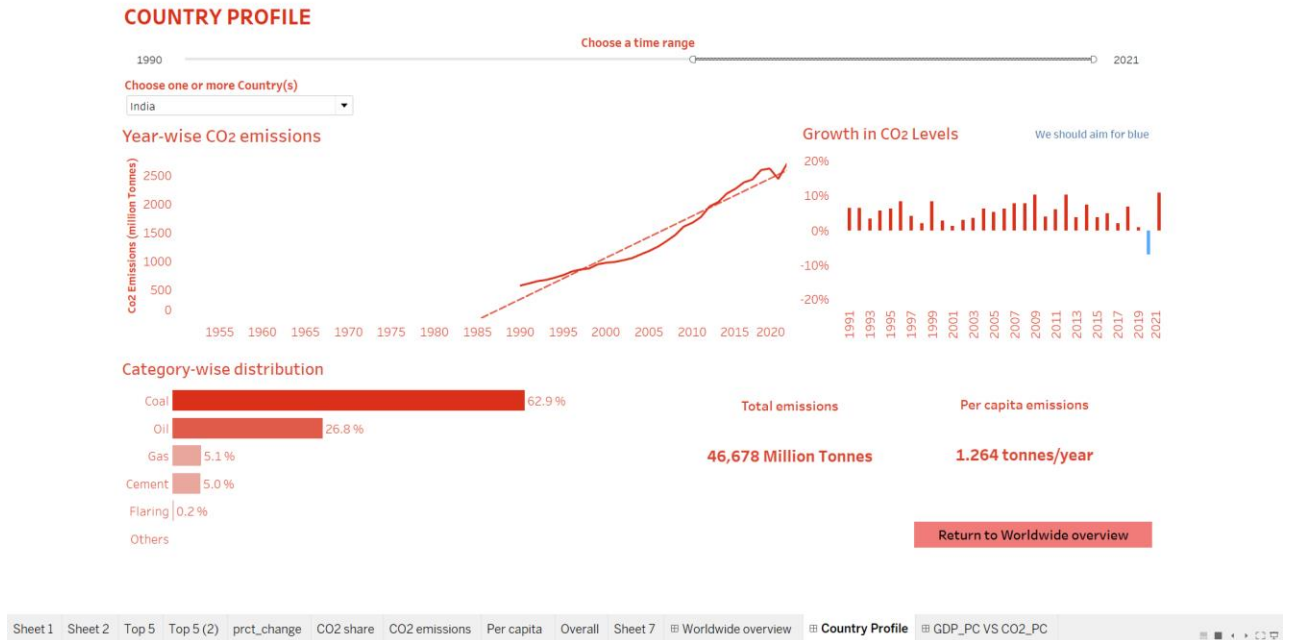 COUNTRY PROFILE
Choose a time range
1990
2021
Choose one or more Country(s)
India
Year-wise CO2 emissions
Growth in CO2 Levels
We should aim for blue
Co2 Emissions (million Tonnes)
2500
2000
1500
1000
500
0
1955 1960 1965 1970 1975 1980 1985 1990 1995 2000 2005 2010 2015 2020
20%
10%
0%
-10%
-20%
1991 1993 1995 1997 1999 2001 2003 2005 2007 2009 2011 2013 2015 2017 2019 2021
Category-wise distribution
Coal 62.9 %
Oil 26.8 %
Gas 5.1 %
Cement 5.0 %
Flaring 0.2 %
Others
Total emissions
46,678 Million Tonnes
Per capita emissions
1.264 tonnes/year
Return to Worldwide overview
Sheet 1 Sheet 2 Top 5 Top 5 (2) prct_change CO2 share CO2 emissions Per capita Overall Sheet 7 Worldwide overview Country Profile GDP_PC VS CO2_PC